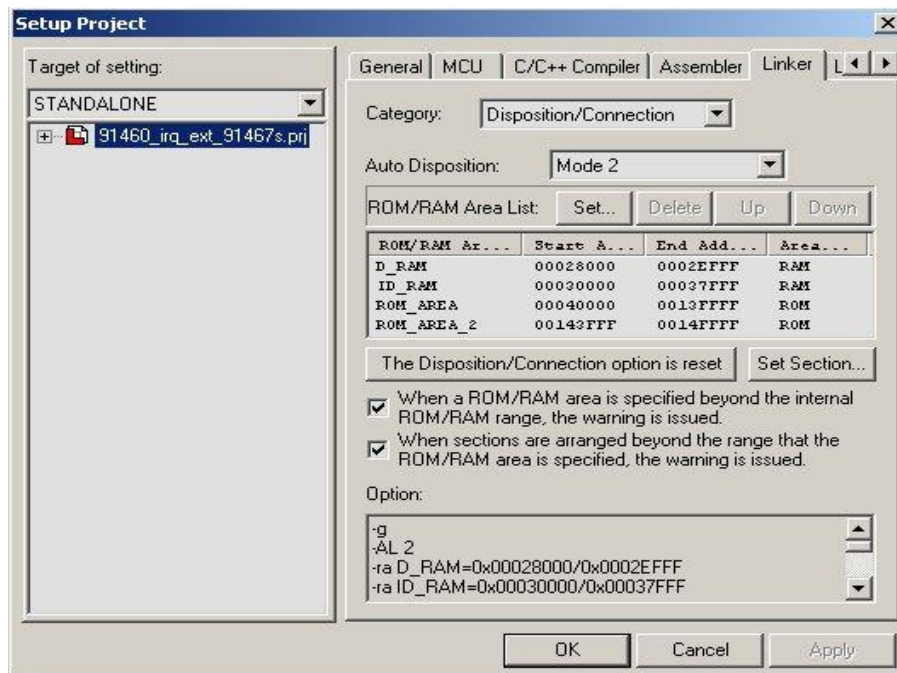 Setup Project
Target of setting:
STANDALONE
91460_irq_ext_91467s.prj
General
MCU
C/C++ Compiler
Assembler
Linker
L
Category:
Disposition/Connection
Auto Disposition:
Mode 2
ROM/RAM Area List:
Set...
Delete
Up
Down
ROM/RAM Ar... Start A... End Add... Area...
D_RAM 00028000 0002EFFF RAM
ID_RAM 00030000 00037FFF RAM
ROM_AREA 00040000 0013FFFF ROM
ROM_AREA_2 00143FFF 0014FFFF ROM
The Disposition/Connection option is reset
Set Section...
When a ROM/RAM area is specified beyond the internal
ROM/RAM range, the warning is issued.
When sections are arranged beyond the range that the
ROM/RAM area is specified, the warning is issued.
Option:
-g
-AL 2
-ra D_RAM=0x00028000/0x0002EFFF
-ra ID_RAM=0x00030000/0x00037FFF
OK
Cancel
Apply